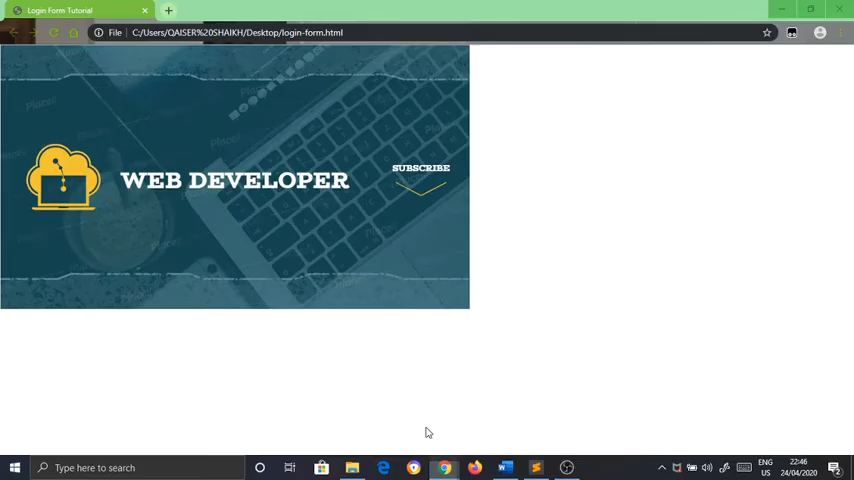 Login Form Tutorial
File
C:/Users/QAISER%20SHAIKH/Desktop/login-form.html
WEB DEVELOPER
SUBSCRIBE
Type here to search
ENG
US
22:46
24/04/2020
2